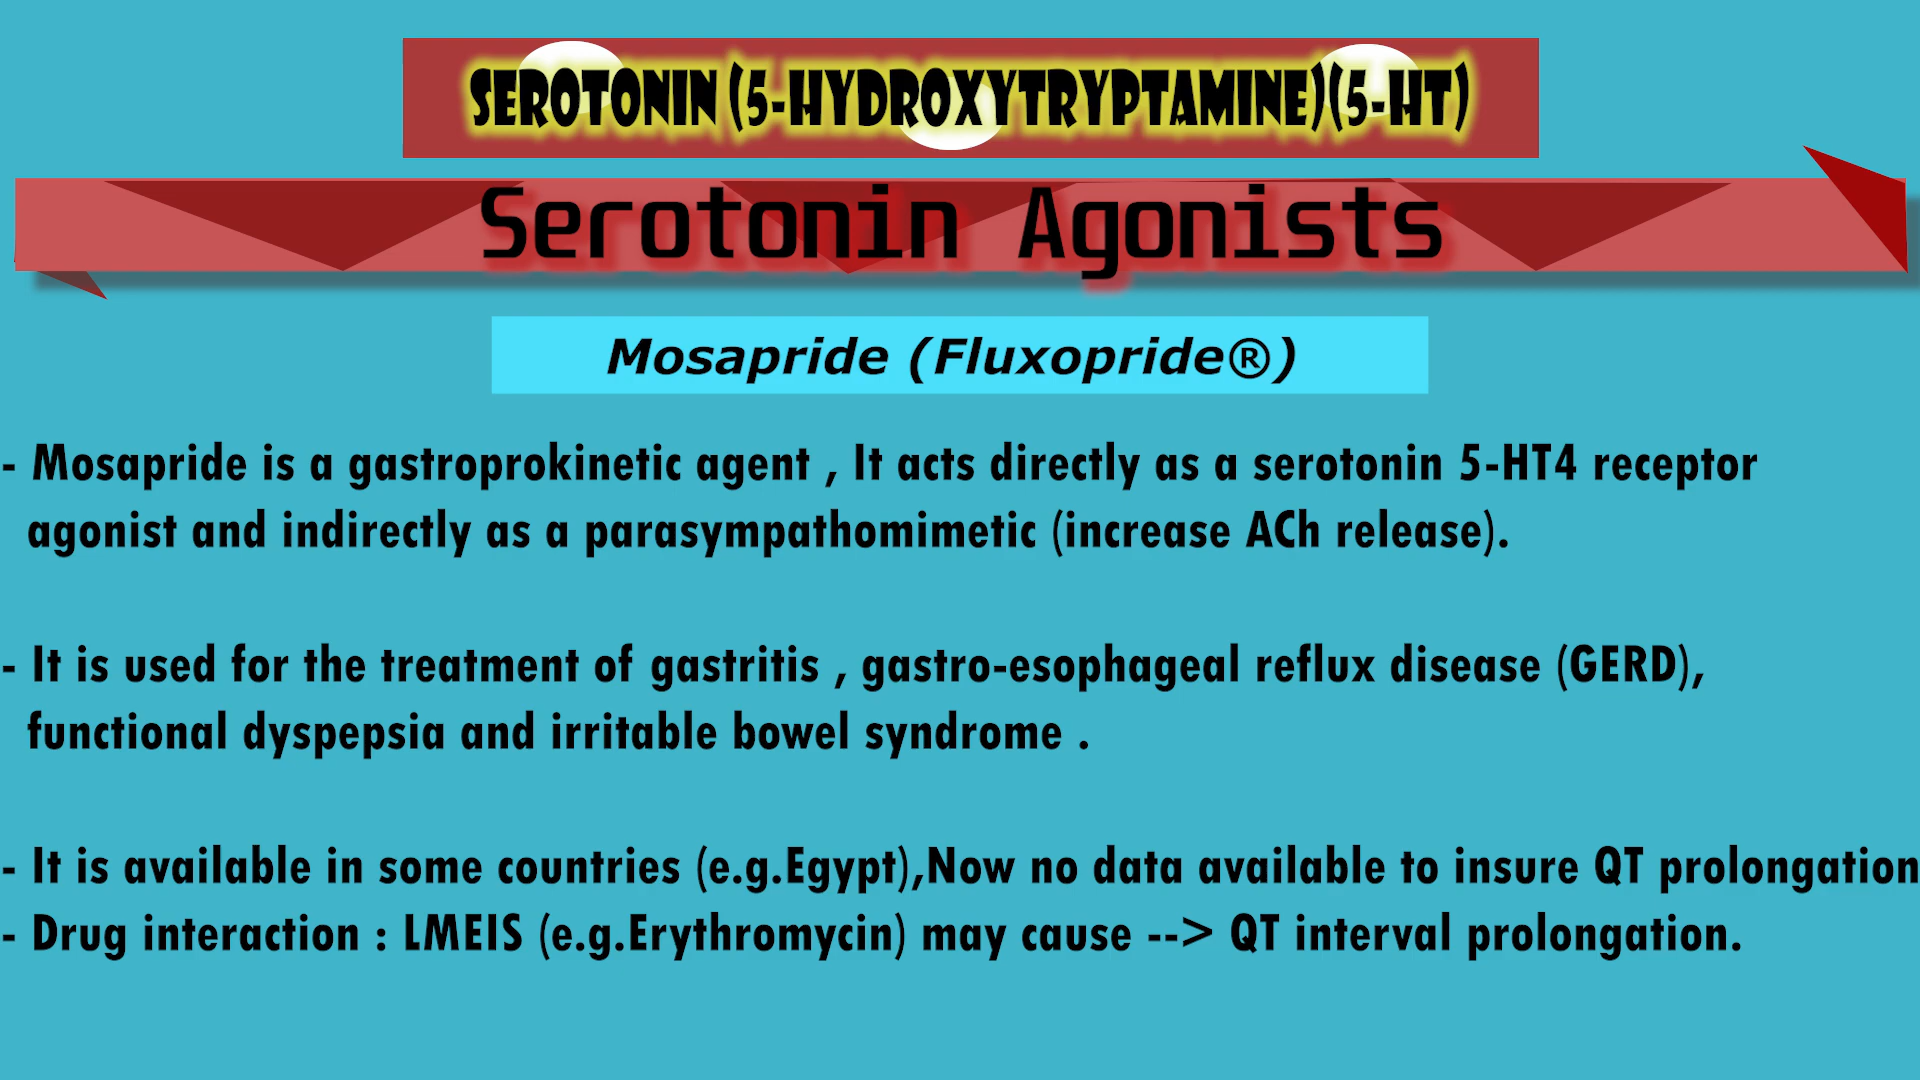 SEROTONIN (5-HYDROXYTRYPTAMINE)(5-HT)
Serotonin Agonists
Mosapride (Fluxopride®)
- Mosapride is a gastroprokinetic agent , It acts directly as a serotonin 5-HT4 receptor
agonist and indirectly as a parasympathomimetic (increase ACh release).
- It is used for the treatment of gastritis , gastro-esophageal reflux disease (GERD),
functional dyspepsia and irritable bowel syndrome .
- It is available in some countries (e.g.Egypt),Now no data available to insure QT prolongation
- Drug interaction : LMEIS (e.g.Erythromycin) may cause --> QT interval prolongation.